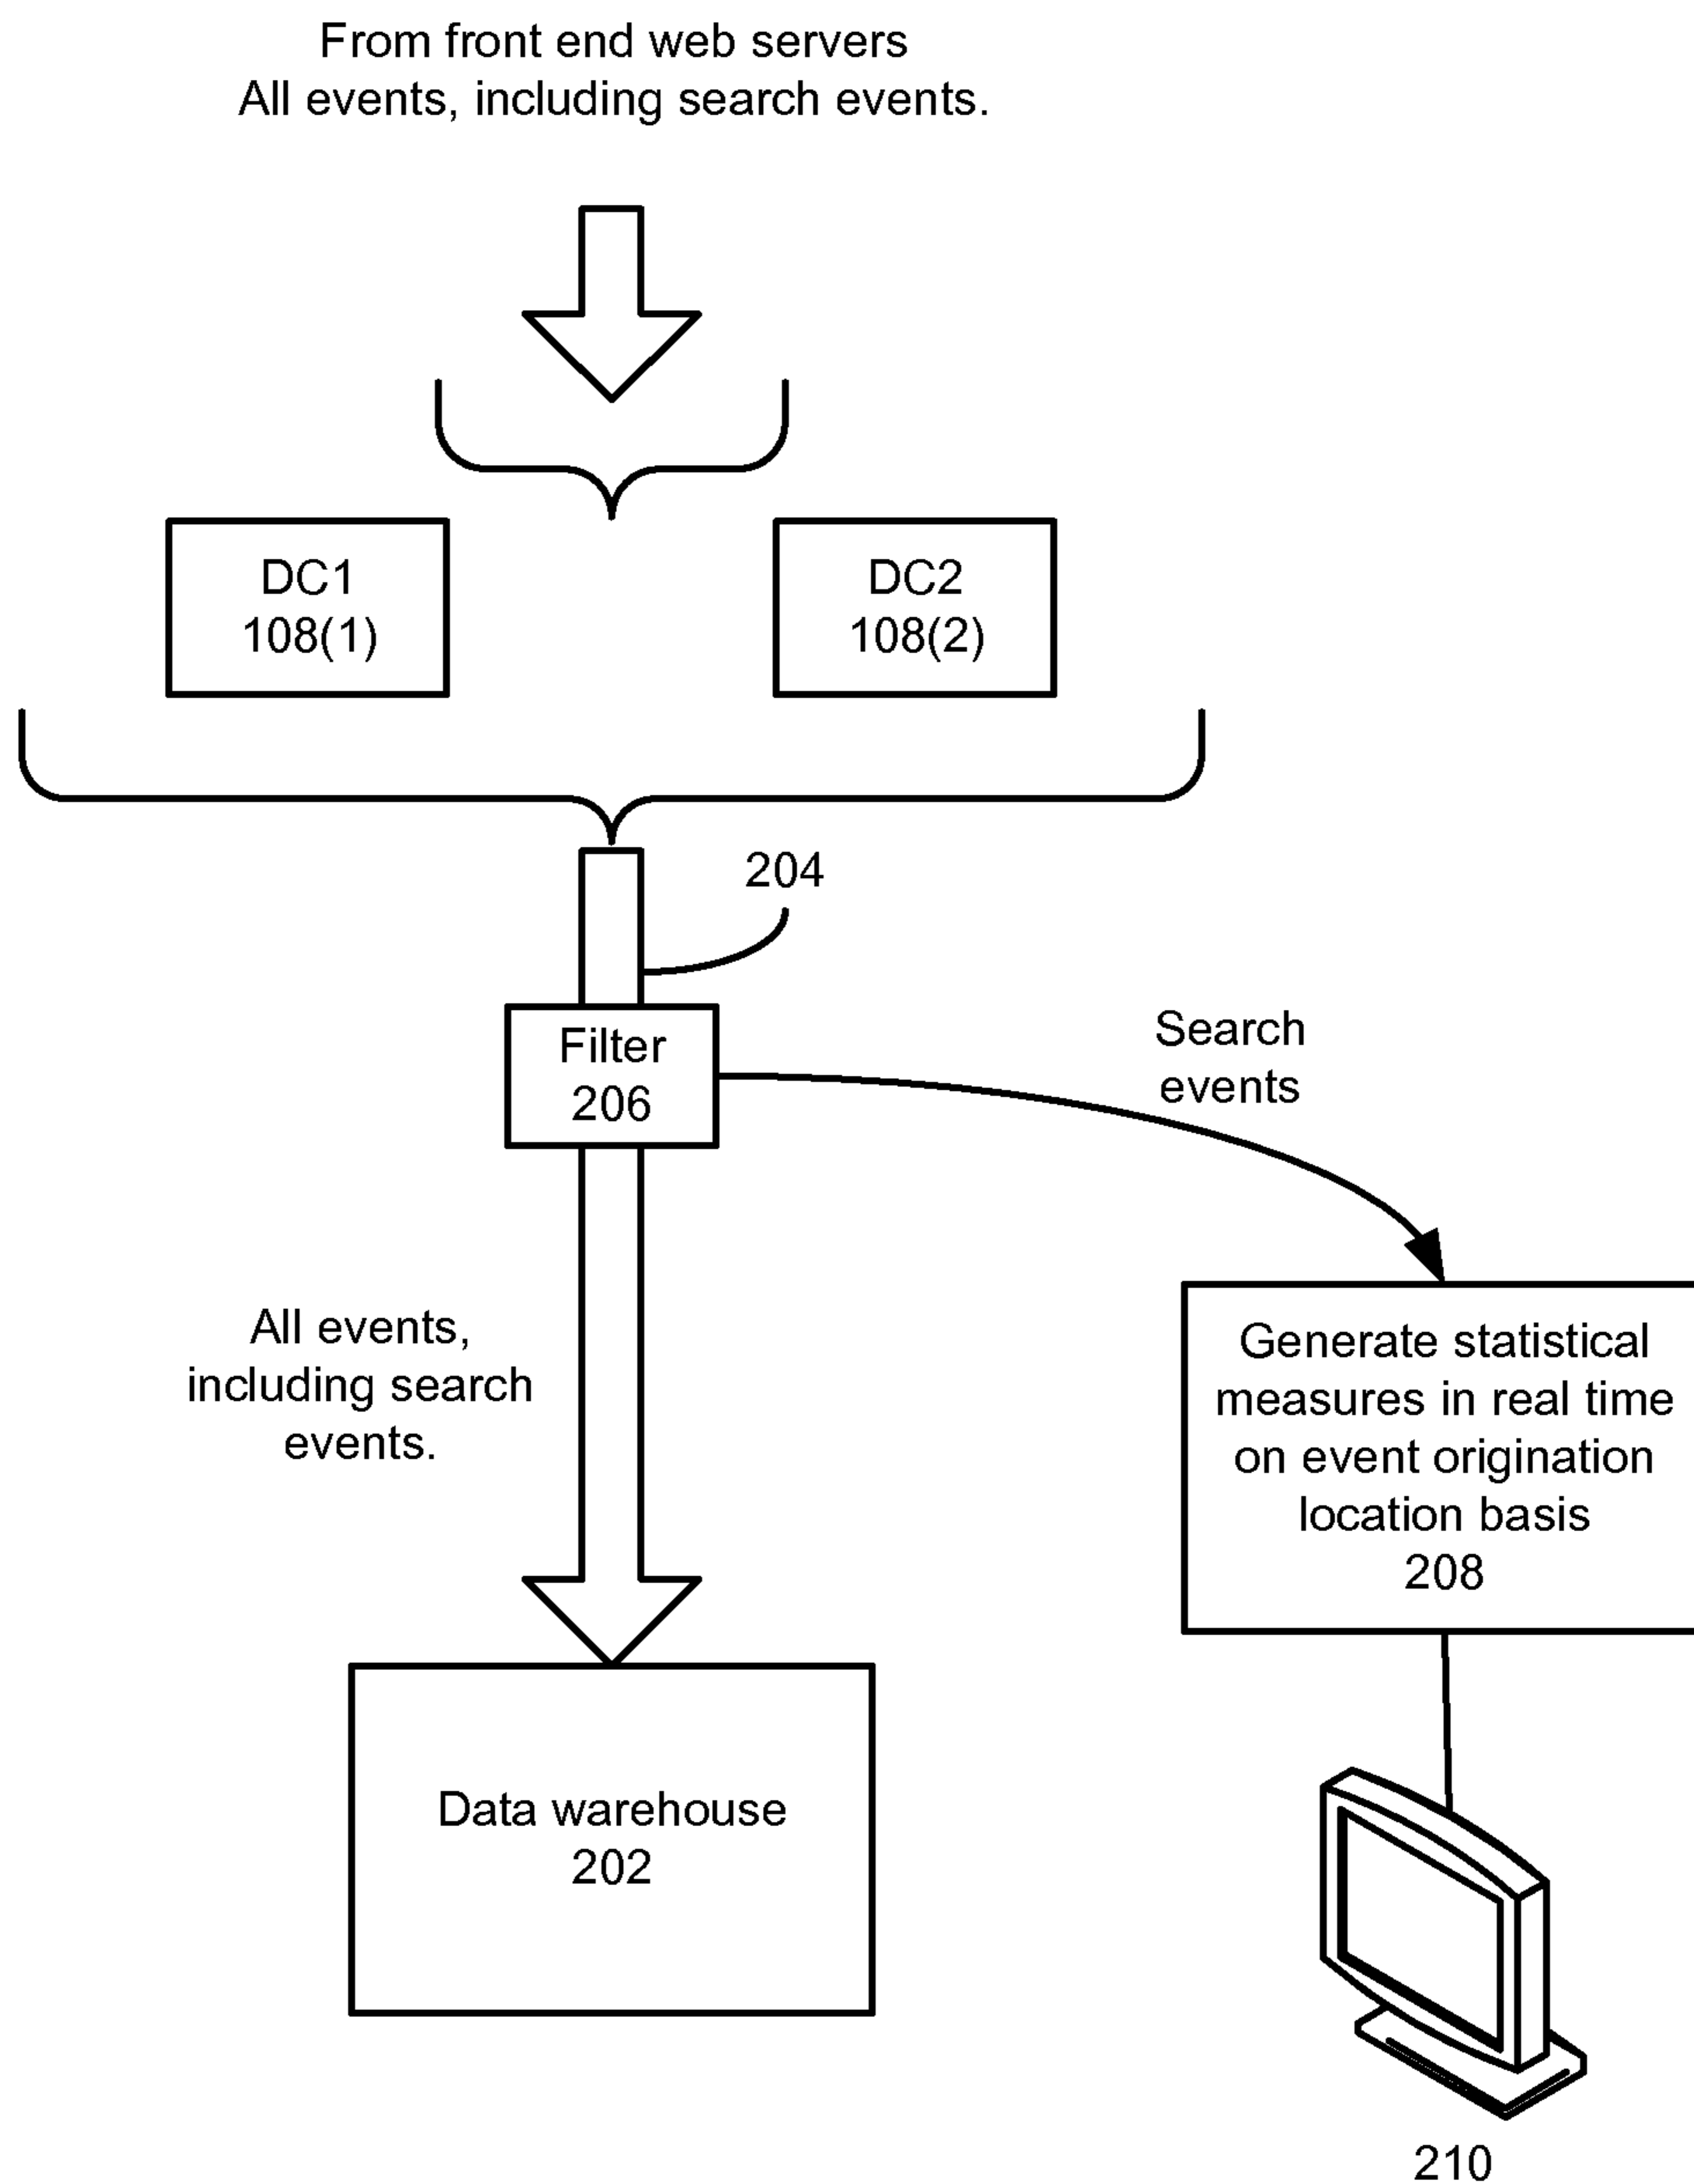 From front end web servers
All events, including search events.
DC1
108(1)
DC2
108(2)
204
Filter
206
Search
events
All events,
including search
events.
Generate statistical
measures in real time
on event origination
location basis
208
Data warehouse
202
210